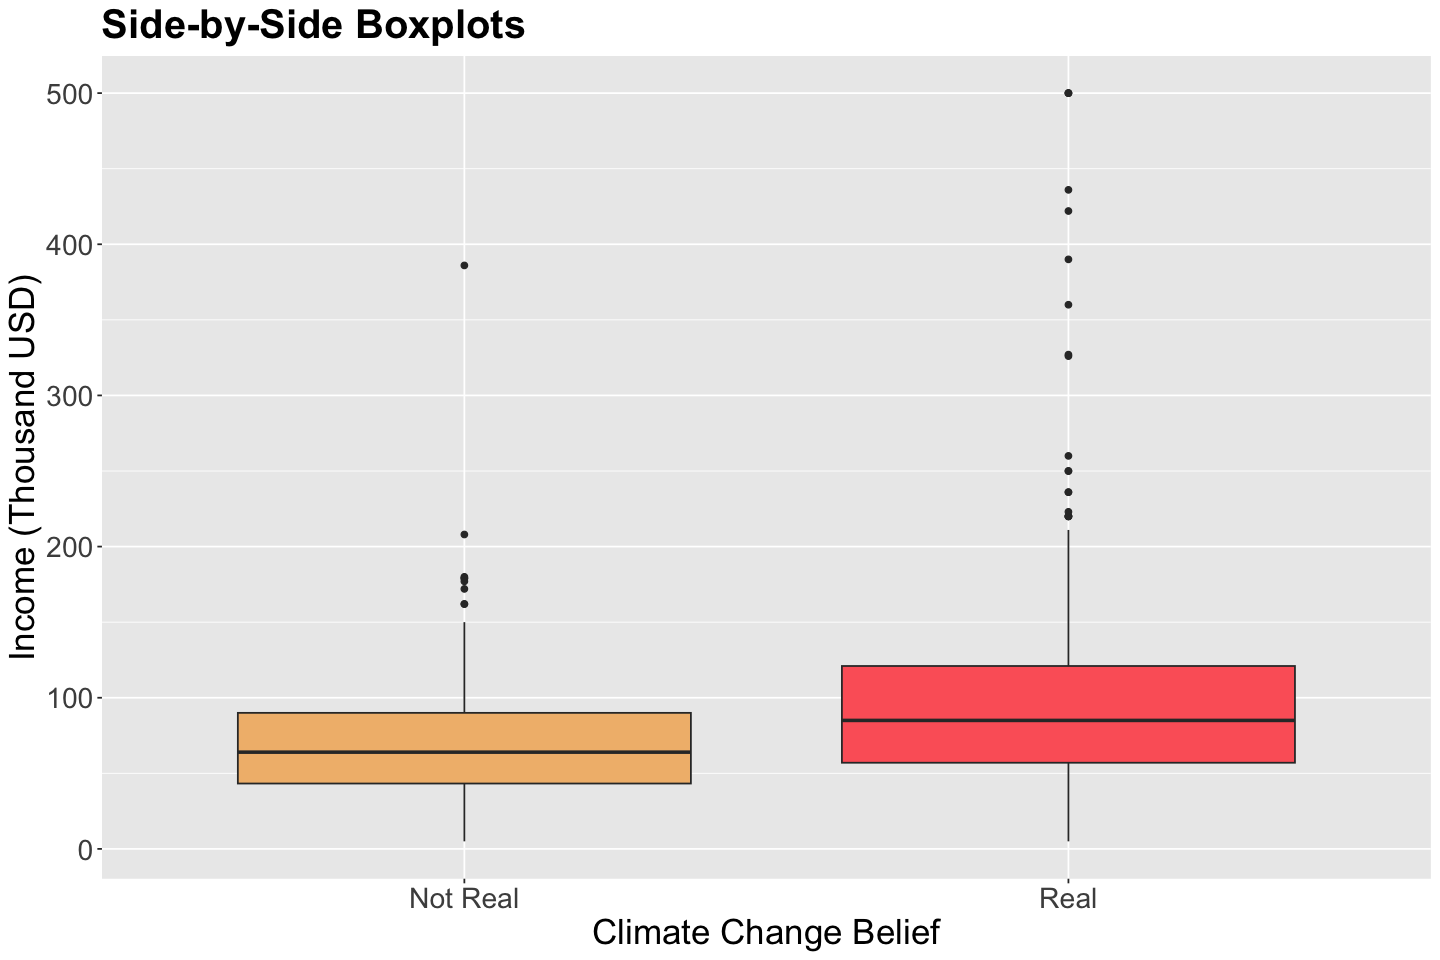 Side-by-Side Boxplots
Income (Thousand USD)
500
400
300
200
100
0
Not Real
Real
Climate Change Belief